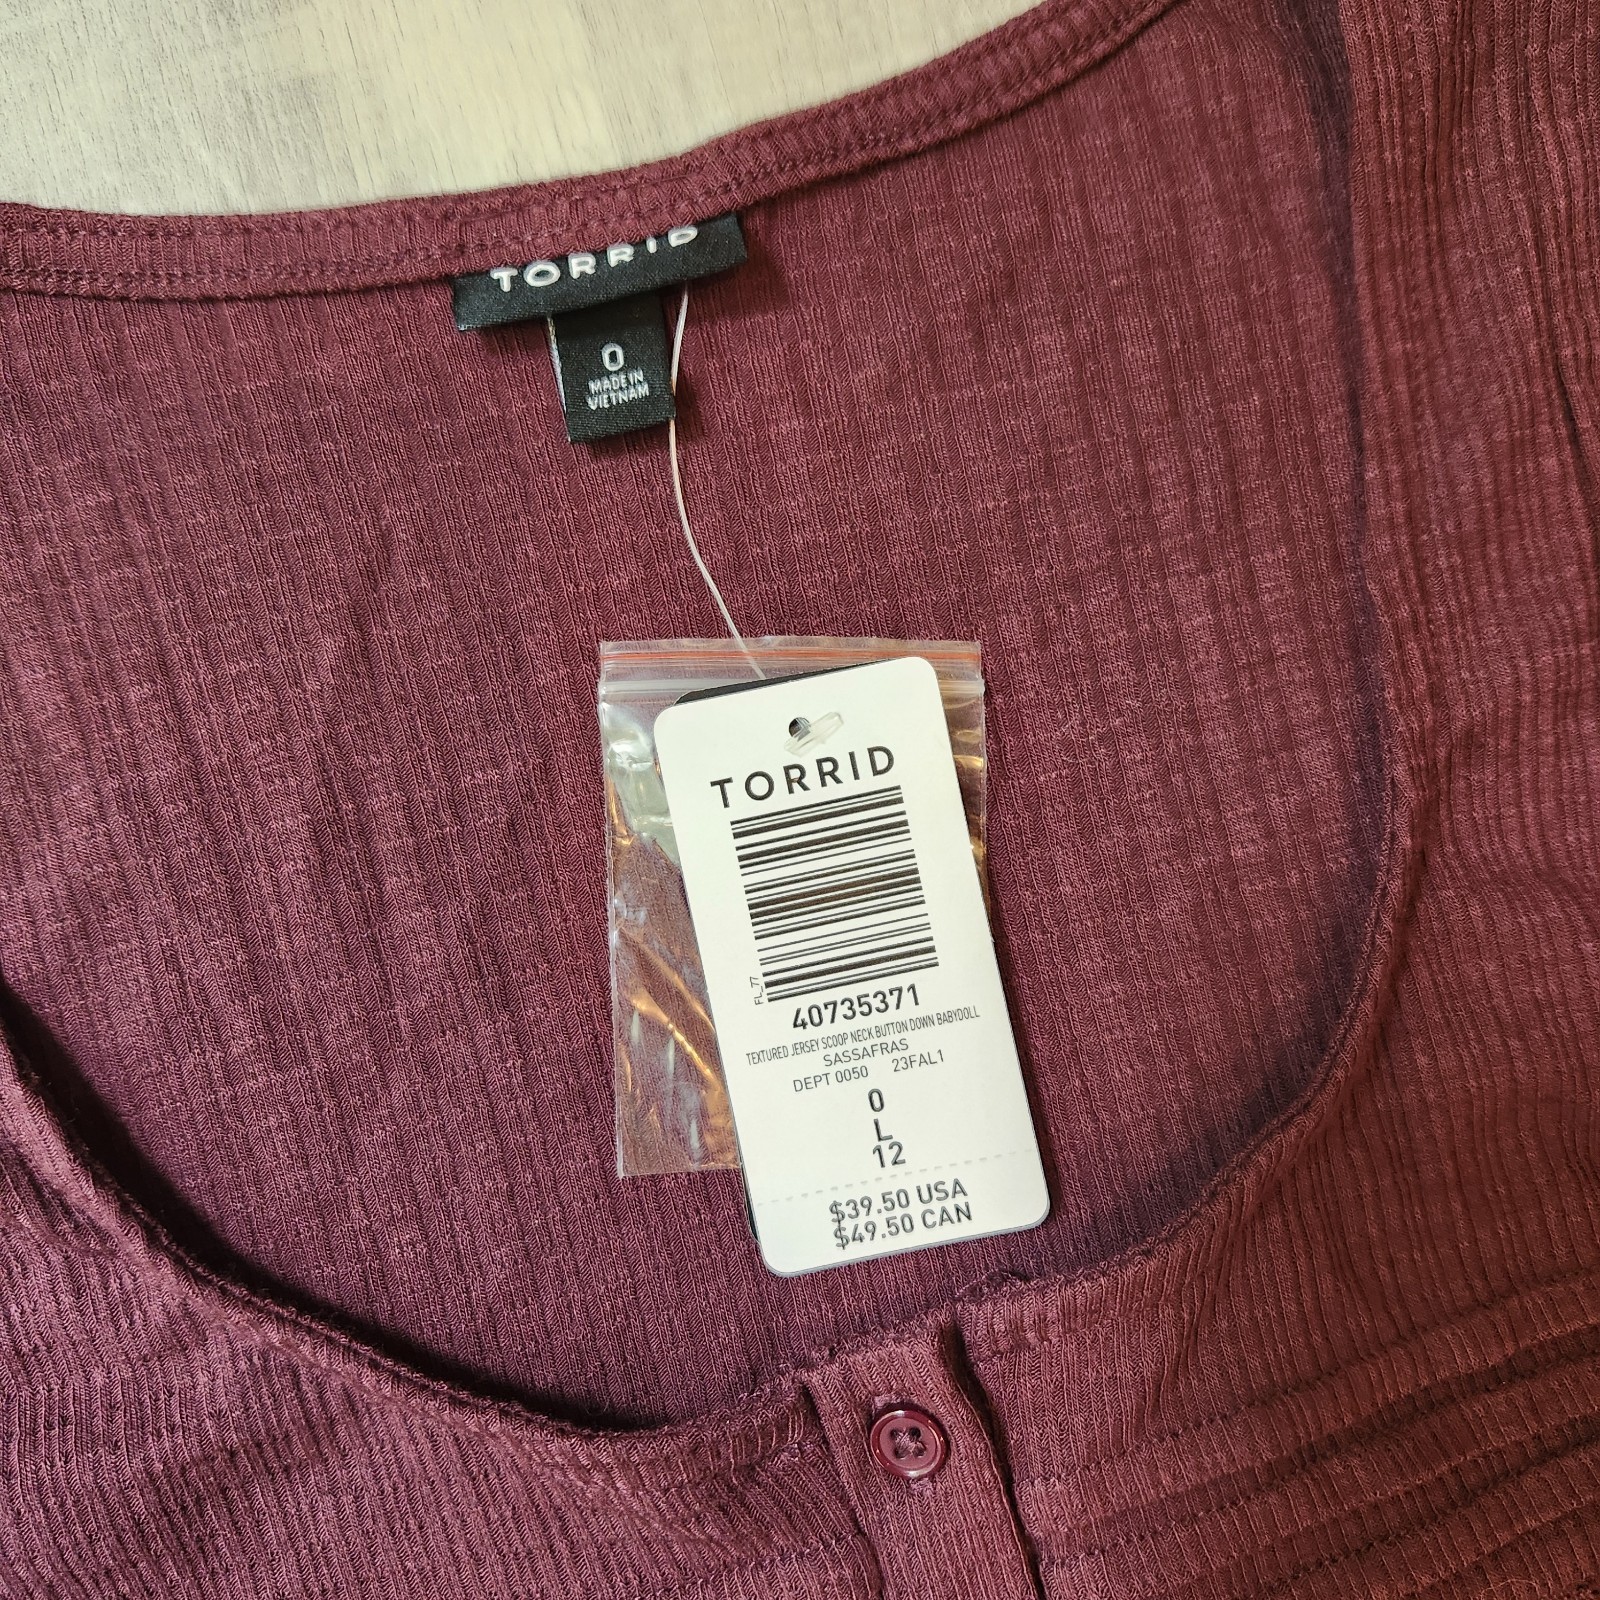 TORRID
0
MADE IN
VIETNAM
TORRID
FL_77
40735371
TEXTURED JERSEY SCOOP NECK BUTTON DOWN BABYDOLL
SASSAFRAS
DEPT 0050 23FAL1
0
L
12
$39.50 USA
$49.50 CAN